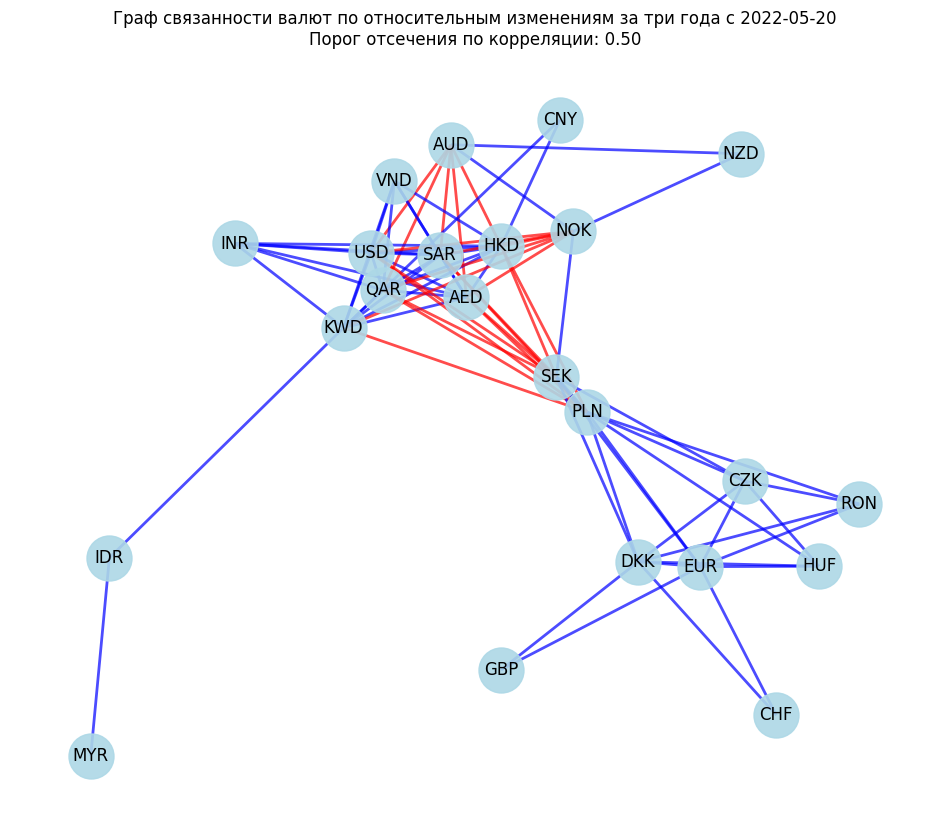 Граф связанности валют по относительным изменениям за три года с 2022-05-20
Порог отсечения по корреляции: 0.50
CNY
AUD
NZD
VND
NOK
INR
HKD
USD
SAR
QAR
AED
KWD
SEK
PLN
CZK
RON
IDR
DKK
EUR
HUF
GBP
CHF
MYR